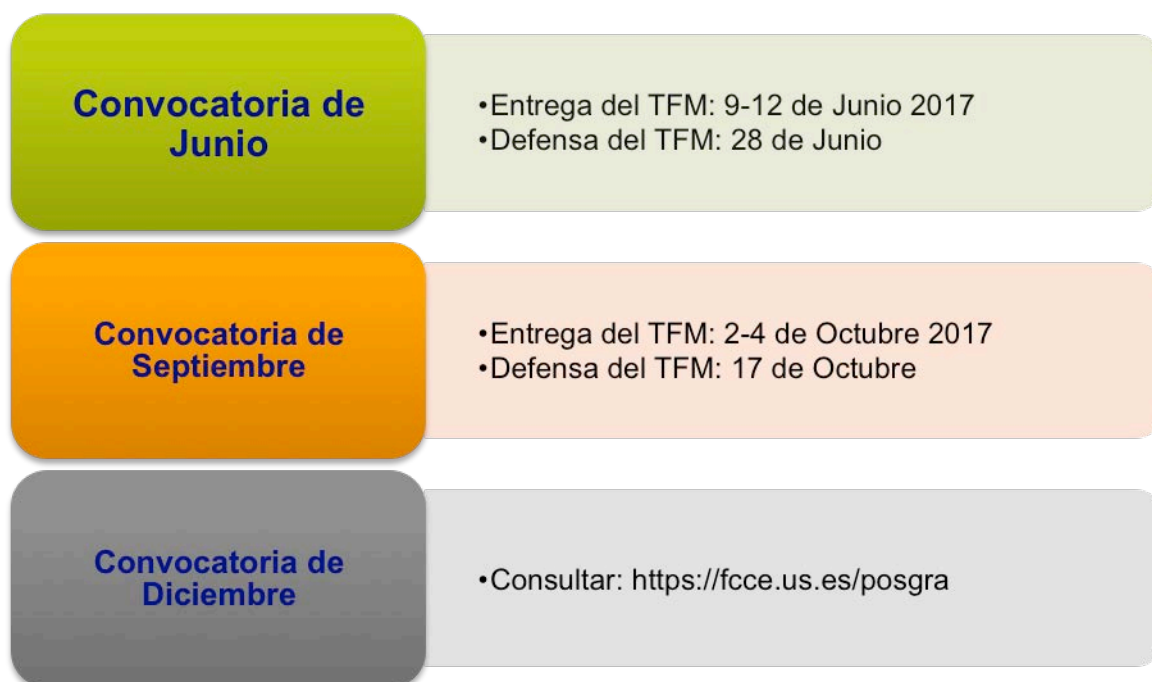 Convocatoria de
Junio
•Entrega del TFM: 9-12 de Junio 2017
•Defensa del TFM: 28 de Junio
Convocatoria de
Septiembre
•Entrega del TFM: 2-4 de Octubre 2017
•Defensa del TFM: 17 de Octubre
Convocatoria de
Diciembre
•Consultar: https://fcce.us.es/posgra